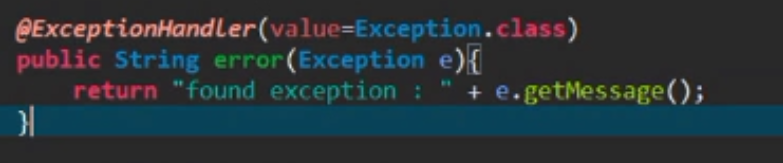 @ExceptionHandler(value=Exception.class)
public String error(Exception e){
    return "found exception : " + e.getMessage();
}